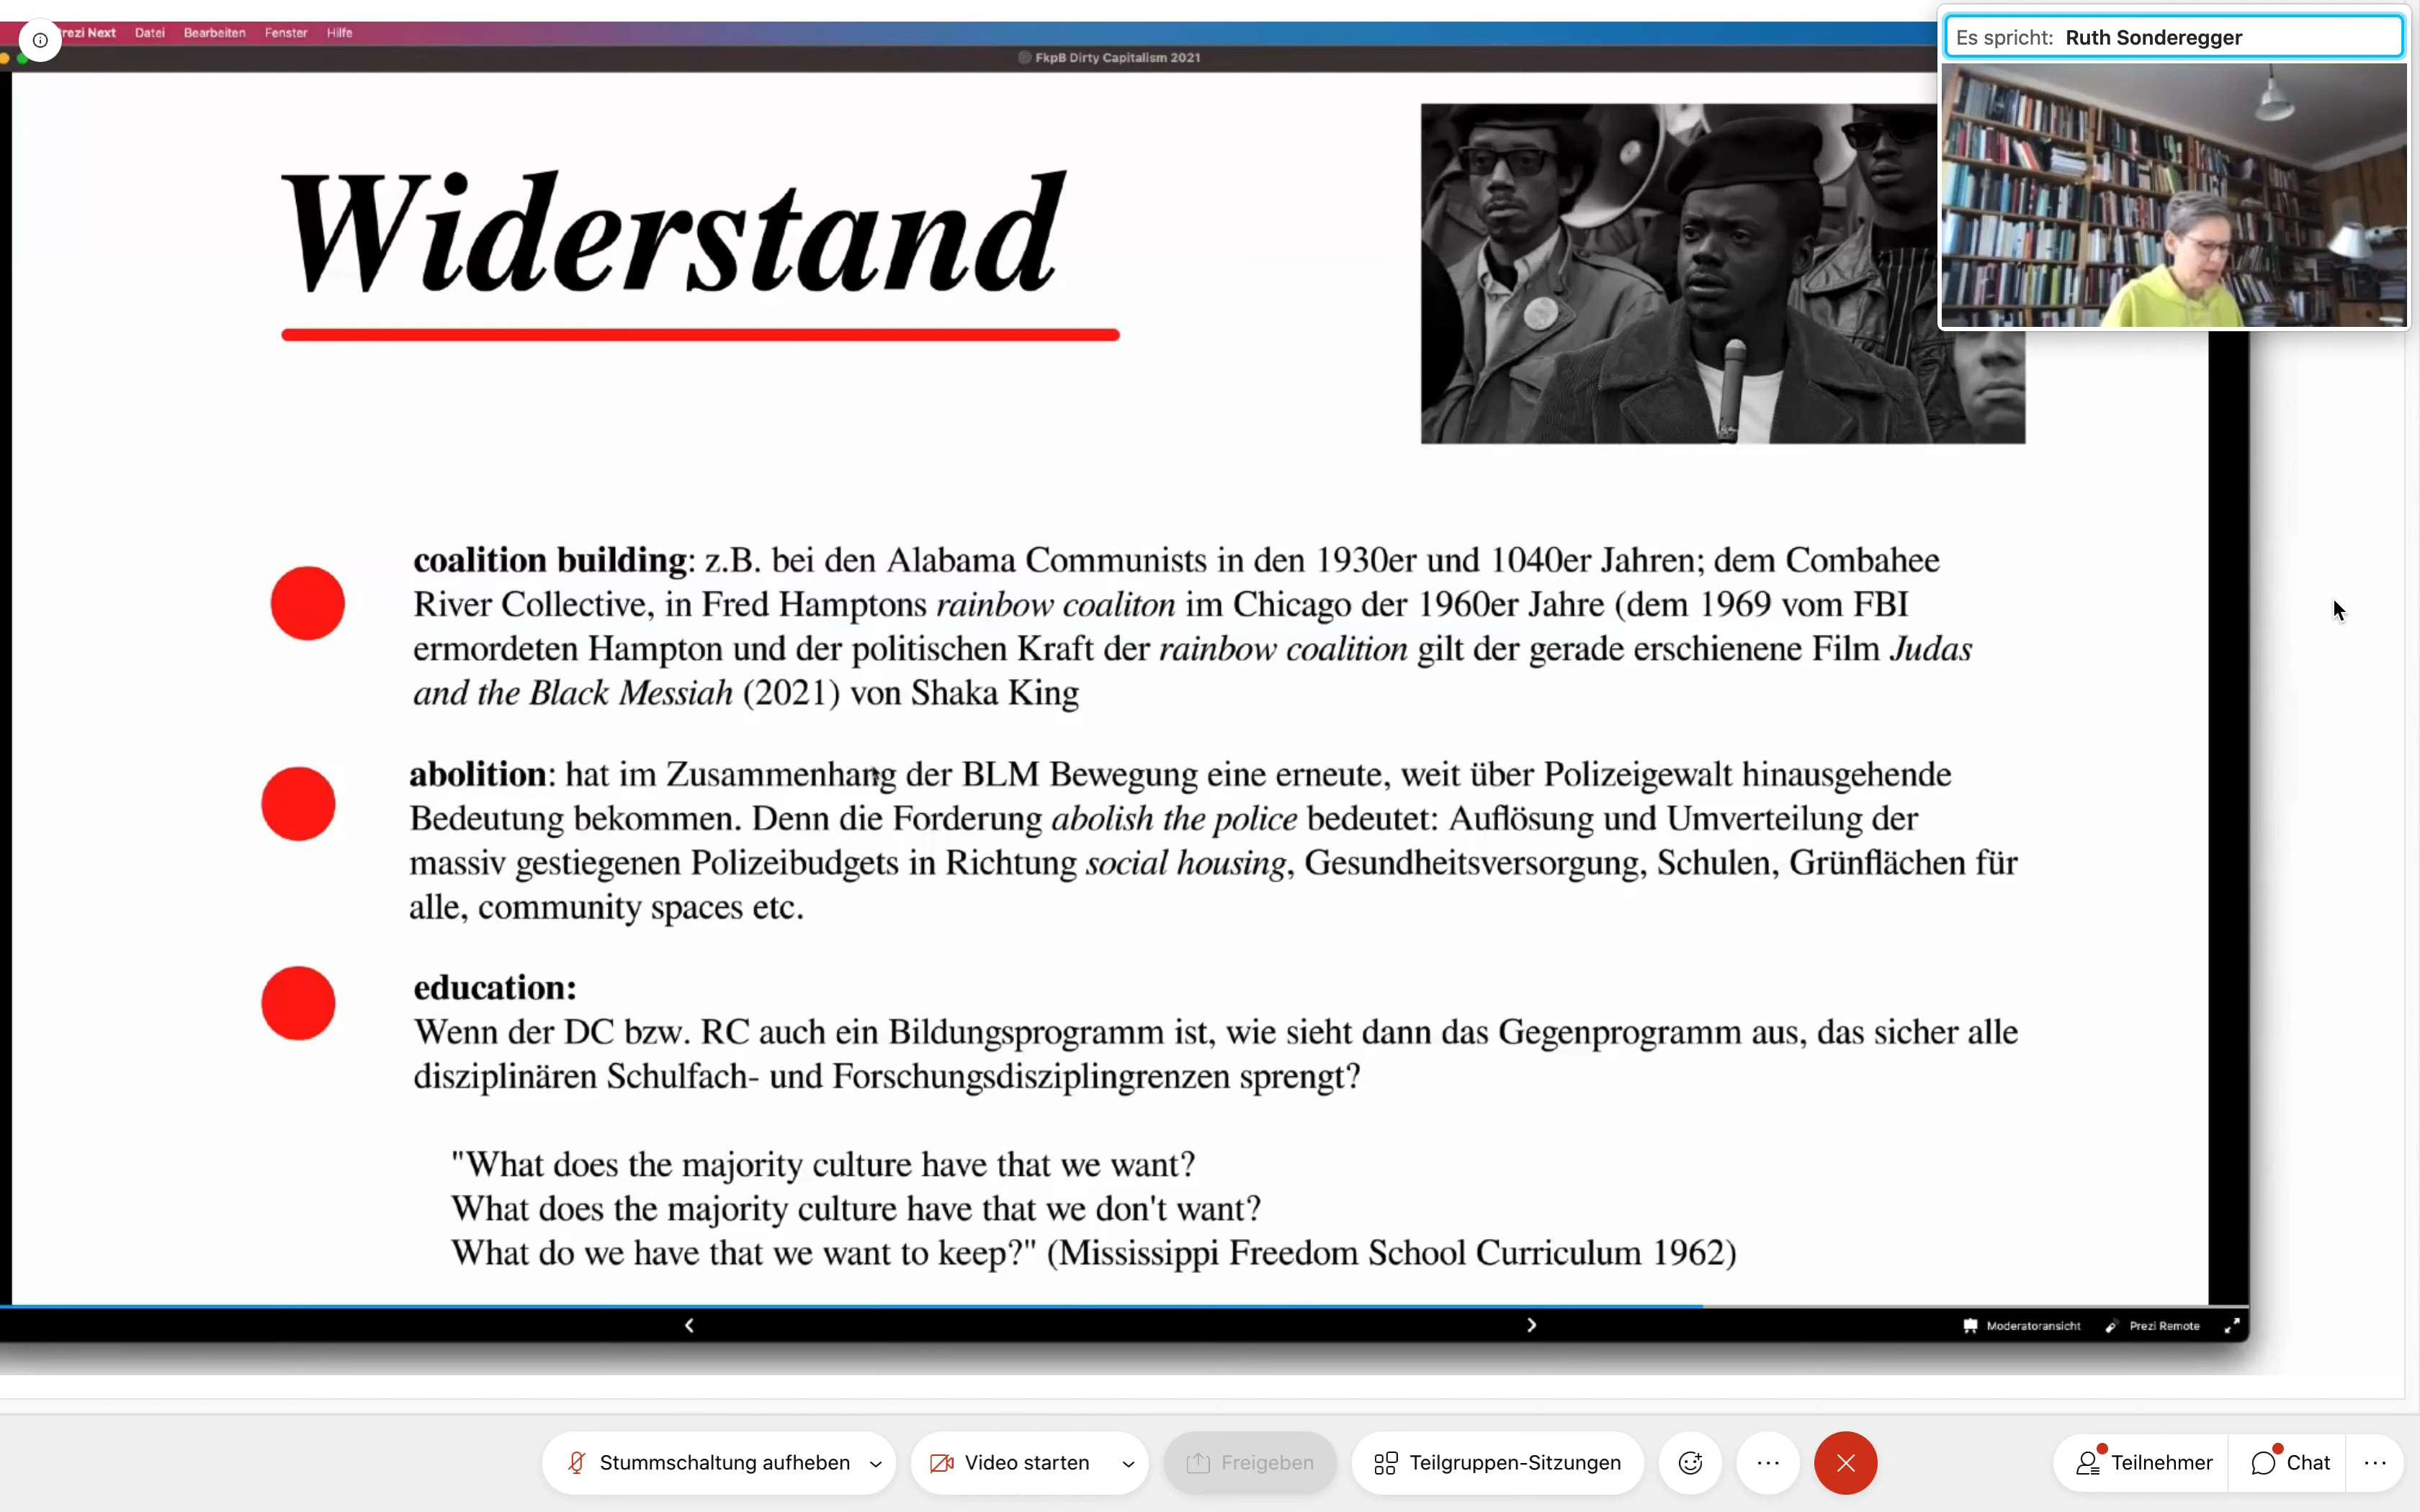 rezi Next Datei Bearbeiten Fenster Hilfe
FkpB Dirty Capitalism 2021
Es spricht: Ruth Sonderegger
Widerstand
coalition building: z.B. bei den Alabama Communists in den 1930er und 1040er Jahren; dem Combahee
River Collective, in Fred Hamptons rainbow coaliton im Chicago der 1960er Jahre (dem 1969 vom FBI
ermordeten Hampton und der politischen Kraft der rainbow coalition gilt der gerade erschienene Film Judas
and the Black Messiah (2021) von Shaka King
abolition: hat im Zusammenhang der BLM Bewegung eine erneute, weit über Polizeigewalt hinausgehende
Bedeutung bekommen. Denn die Forderung abolish the police bedeutet: Auflösung und Umverteilung der
massiv gestiegenen Polizeibudgets in Richtung social housing, Gesundheitsversorgung, Schulen, Grünflächen für
alle, community spaces etc.
education:
Wenn der DC bzw. RC auch ein Bildungsprogramm ist, wie sieht dann das Gegenprogramm aus, das sicher alle
disziplinären Schulfach- und Forschungsdisziplingrenzen sprengt?
"What does the majority culture have that we want?
What does the majority culture have that we don't want?
What do we have that we want to keep?" (Mississippi Freedom School Curriculum 1962)
Moderatoransicht Prezi Remote
Stummschaltung aufheben Video starten Freigeben Teilgruppen-Sitzungen Teilnehmer Chat